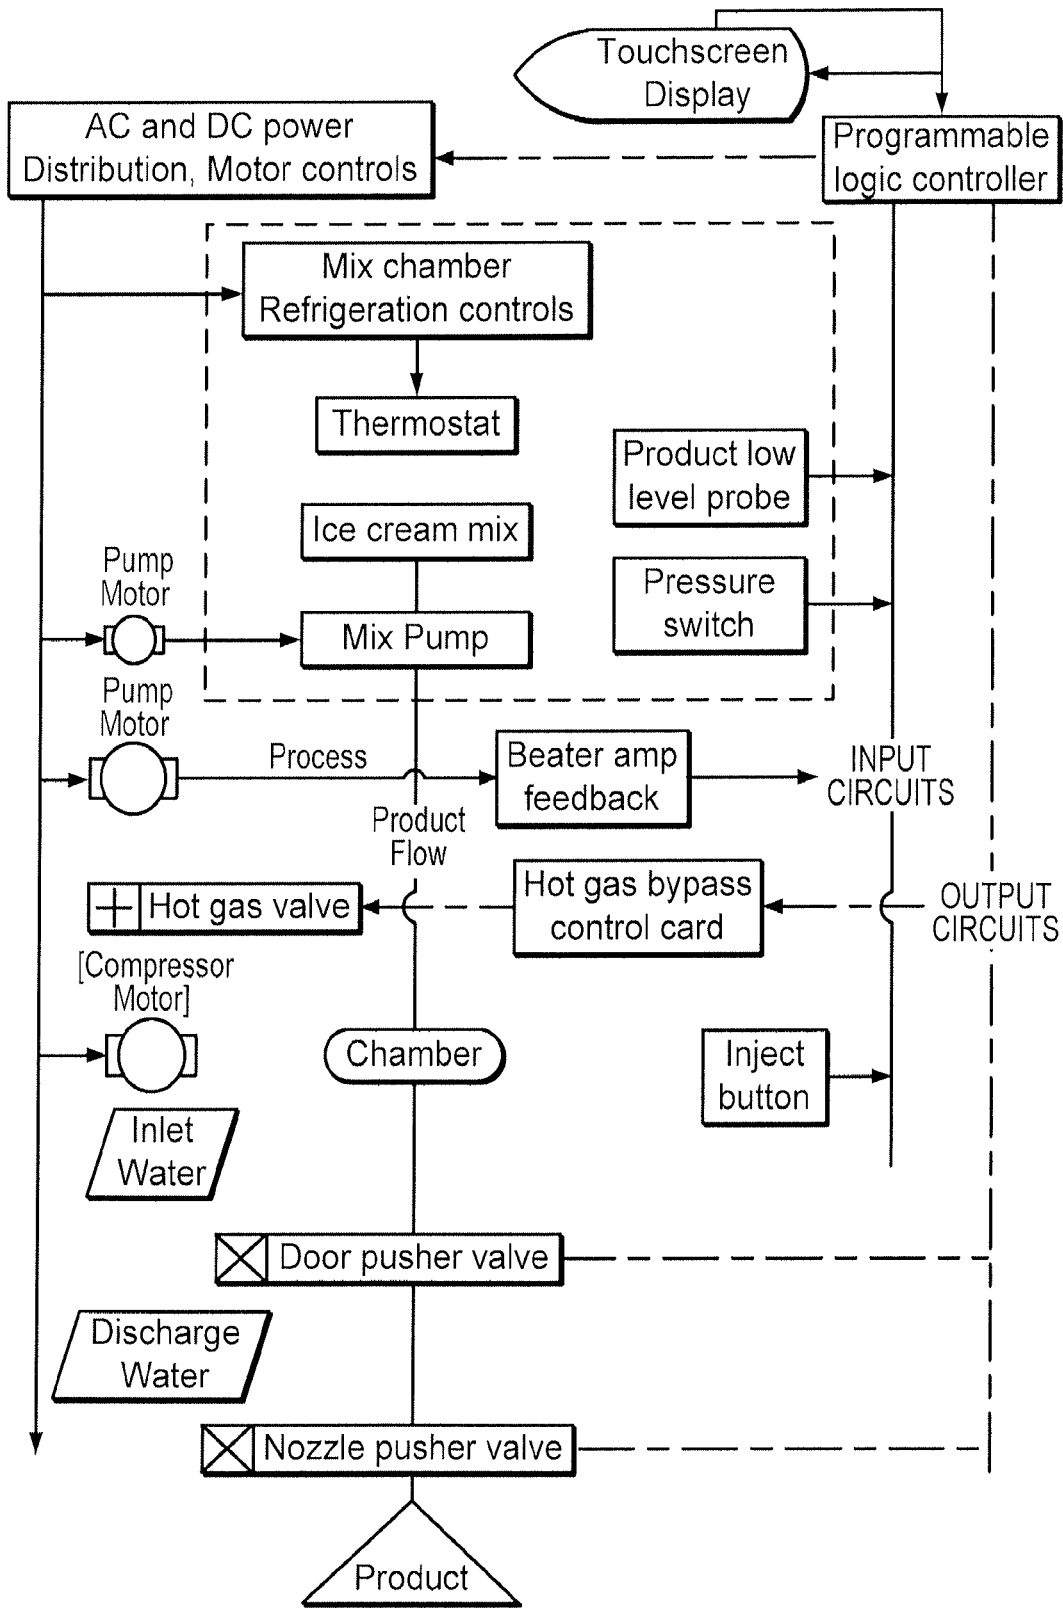 Touchscreen
Display
AC and DC power
Distribution, Motor controls
Programmable
logic controller
Mix chamber
Refrigeration controls
Thermostat
Product low
level probe
Ice cream mix
Pump
Motor
Pressure
switch
Mix Pump
Pump
Motor
Process
Beater amp
feedback
INPUT
CIRCUITS
Product
Flow
Hot gas valve
Hot gas bypass
control card
OUTPUT
CIRCUITS
[Compressor
Motor]
Chamber
Inject
button
Inlet
Water
Door pusher valve
Discharge
Water
Nozzle pusher valve
Product